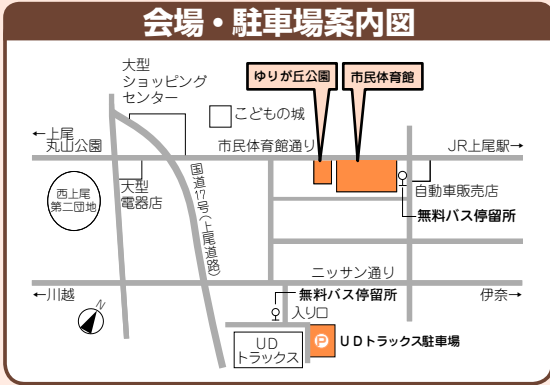 会場・駐車場案内図
大型
ショッピング
センター
ゆりが丘公園
市民体育館
こどもの城
←上尾
丸山公園
市民体育館通り
JR上尾駅→
西上尾
第二団地
大型
電器店
国道17号(上尾道路)
自動車販売店
無料バス停留所
ニッサン通り
←川越
無料バス停留所
伊奈→
N
入り口
UD
トラックス
P
UDトラックス駐車場